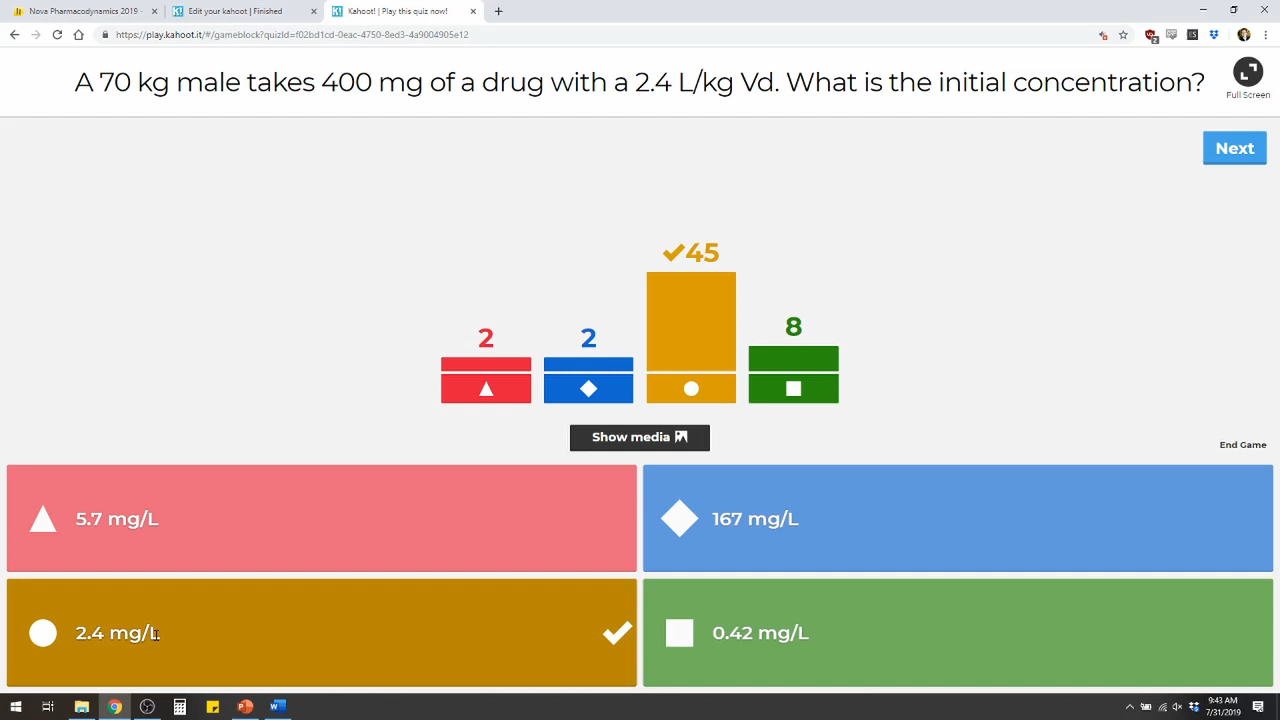 Nova Pharmacodynamics 2019 -
Edit your kahoot | Finished
Kahoot! | Play this quiz now!
https://play.kahoot.it/#/gameblock?quizId=f02bd1cd-0eac-4750-8ed3-4a9004905e12
A 70 kg male takes 400 mg of a drug with a 2.4 L/kg Vd. What is the initial concentration?
Full Screen
Next
45
2
2
8
Show media
End Game
5.7 mg/L
167 mg/L
2.4 mg/L
0.42 mg/L
9:43 AM
7/31/2019